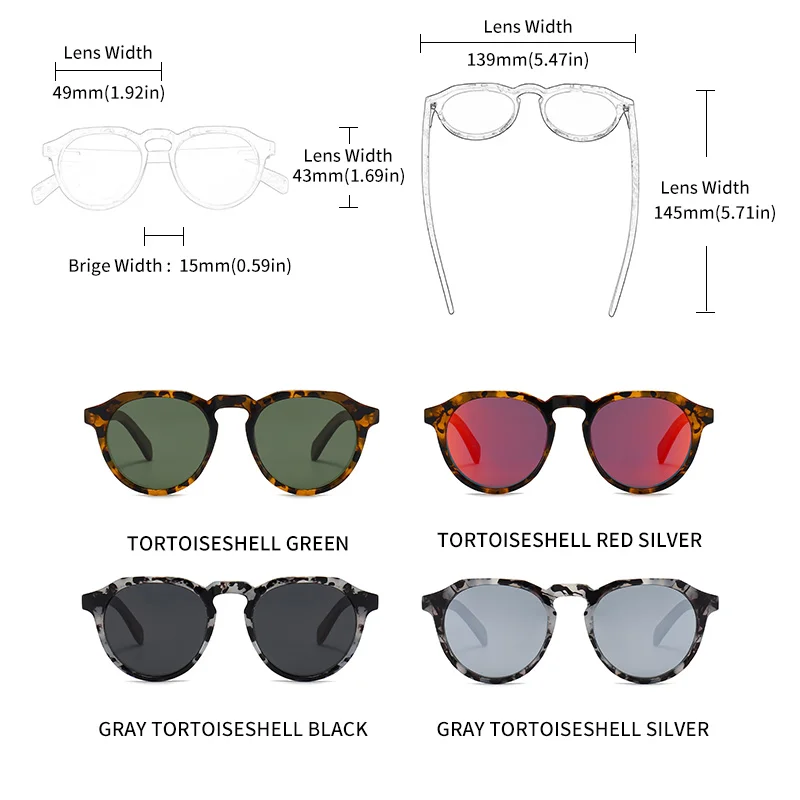 Lens Width
49mm(1.92in)
Lens Width
139mm(5.47in)
Lens Width
43mm(1.69in)
Lens Width
145mm(5.71in)
Brige Width : 15mm(0.59in)
TORTOISESHELL GREEN
TORTOISESHELL RED SILVER
GRAY TORTOISESHELL BLACK
GRAY TORTOISESHELL SILVER